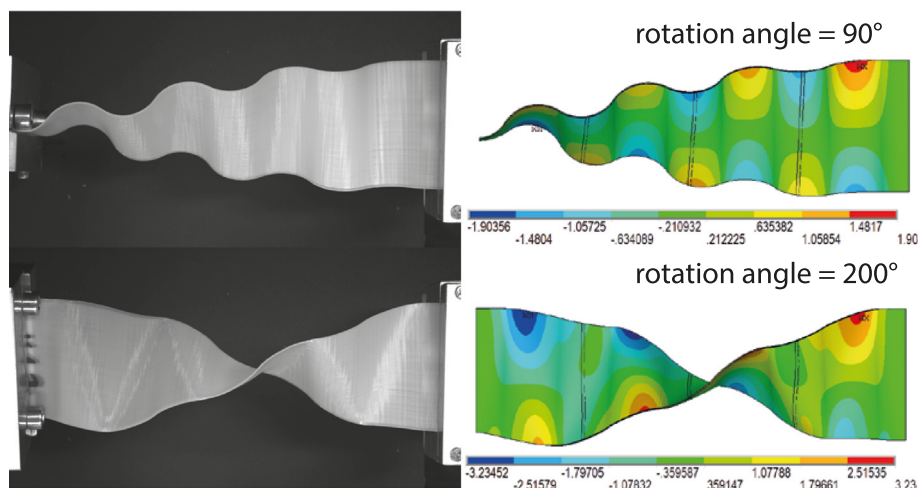 rotation angle = 90°
-1.90356 -1.05725 -.210932 .635382 1.4817
-1.4804 -.634089 .212225 1.05854 1.90
rotation angle = 200°
-3.23452 -1.79705 -.359587 1.07788 2.51535
-2.51579 -1.07832 .359147 1.79661 3.23